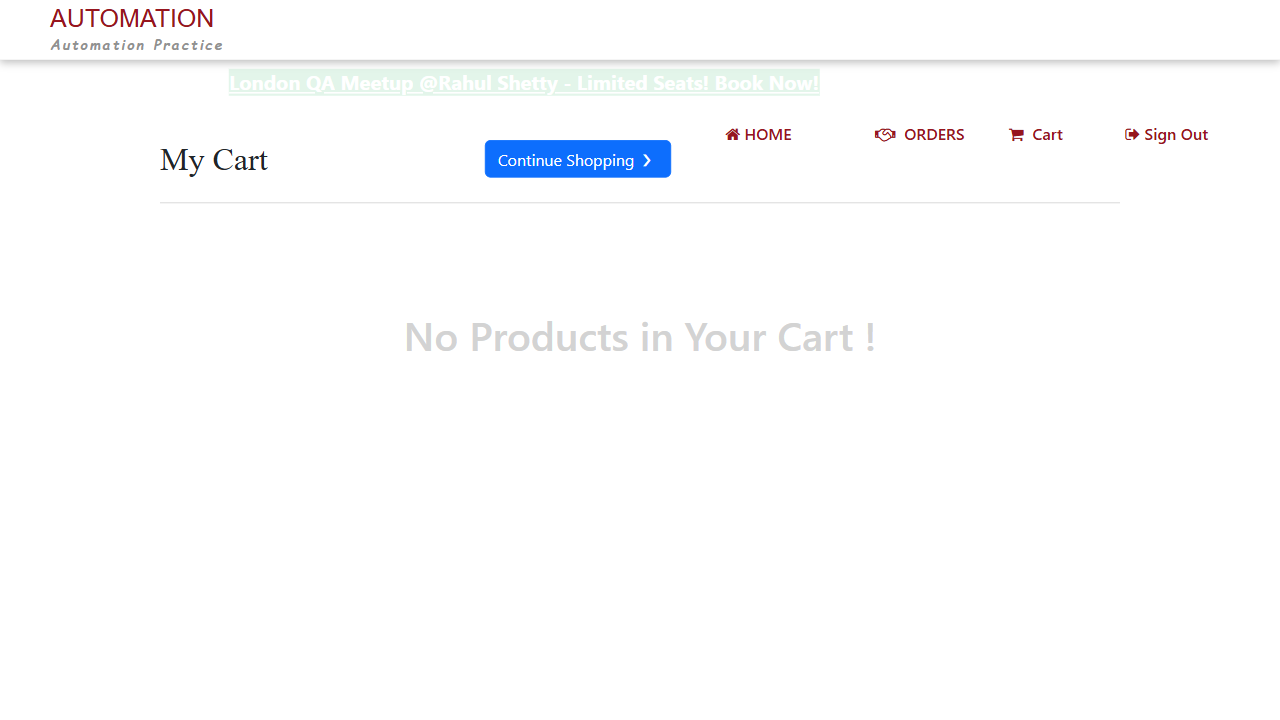 AUTOMATION
Automation Practice
London QA Meetup @Rahul Shetty - Limited Seats! Book Now!
HOME
ORDERS
Cart
Sign Out
My Cart
Continue Shopping ❯
No Products in Your Cart !